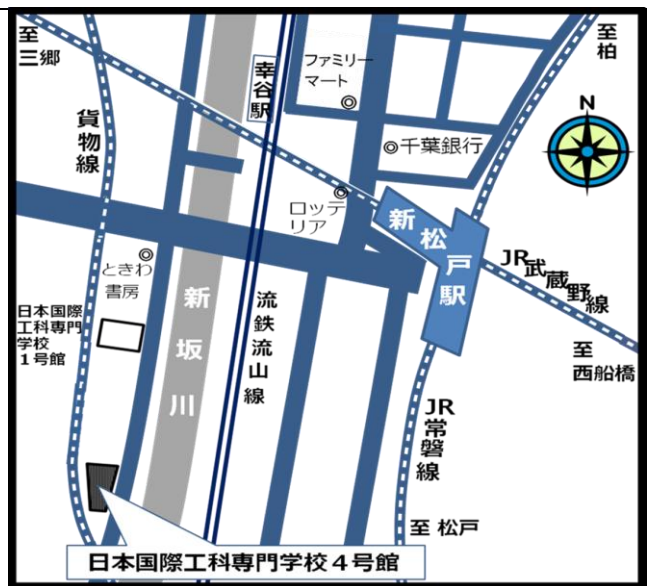 至
三郷
貨物線
幸谷駅
ファミリー
マート
至
柏
N
千葉銀行
ロッテ
リア
新松戸駅
JR武蔵野線
至
西船橋
ときわ
書房
新坂川
流鉄流山線
日本国際
工科専門
学校
1号館
JR常磐線
至 松戸
日本国際工科専門学校4号館